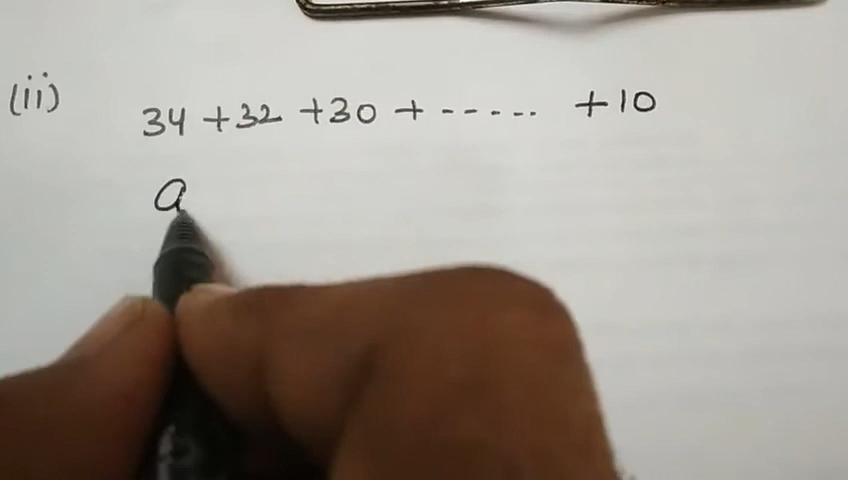 (ii) 34 +32 +30 + ----- +10
a